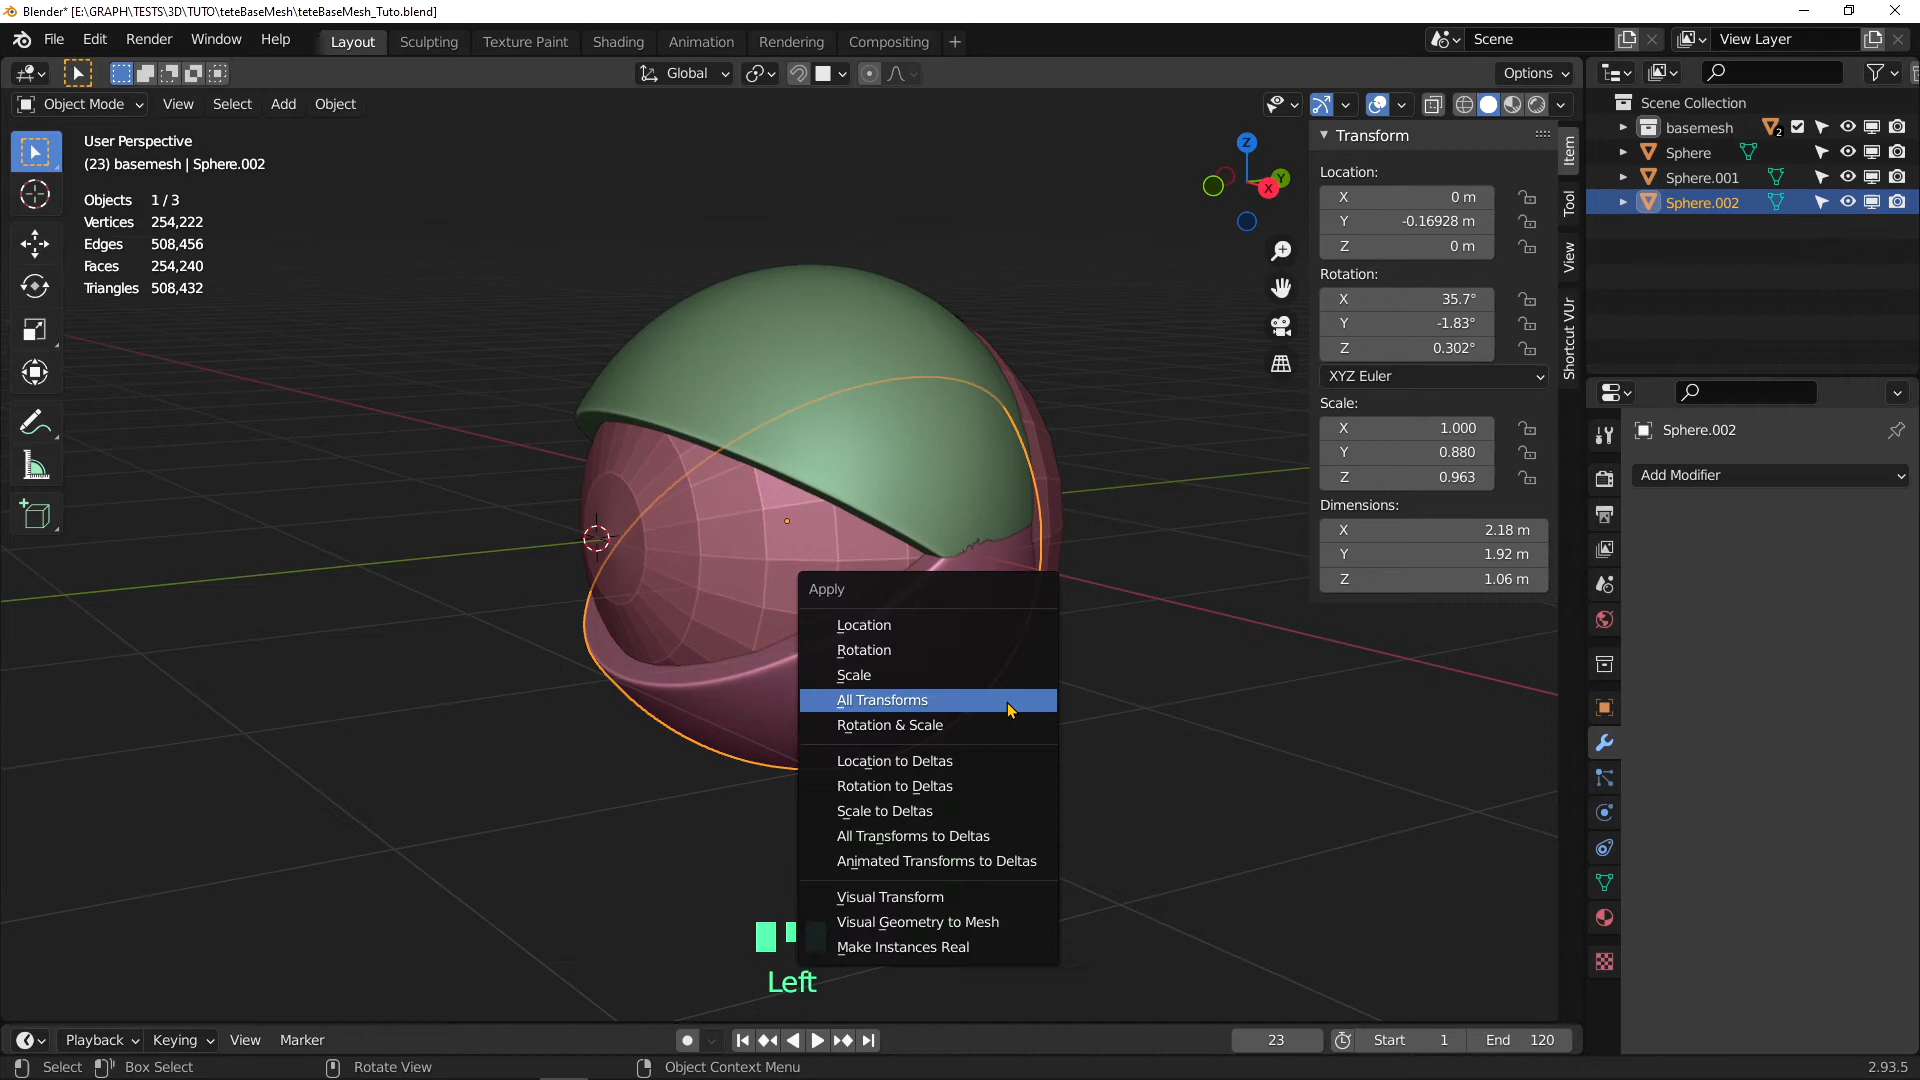 Blender* [E:\GRAPH\TESTS\3D\TUTO\teteBaseMesh\teteBaseMesh_Tuto.blend]
File Edit Render Window Help Layout Sculpting Texture Paint Shading Animation Rendering Compositing + Scene View Layer
Global Options
Object Mode View Select Add Object
User Perspective
(23) basemesh | Sphere.002
Objects 1 / 3
Vertices 254,222
Edges 508,456
Faces 254,240
Triangles 508,432
Z
Y
X
Transform
Location:
X 0 m
Y -0.16928 m
Z 0 m
Rotation:
X 35.7°
Y -1.83°
Z 0.302°
XYZ Euler
Scale:
X 1.000
Y 0.880
Z 0.963
Dimensions:
X 2.18 m
Y 1.92 m
Z 1.06 m
Item
Tool
View
Shortcut VUr
Scene Collection
basemesh 2
Sphere
Sphere.001
Sphere.002
Sphere.002
Add Modifier
Apply
Location
Rotation
Scale
All Transforms
Rotation & Scale
Location to Deltas
Rotation to Deltas
Scale to Deltas
All Transforms to Deltas
Animated Transforms to Deltas
Visual Transform
Visual Geometry to Mesh
Make Instances Real
Left
Playback Keying View Marker 23 Start 1 End 120
Select Box Select Rotate View Object Context Menu 2.93.5